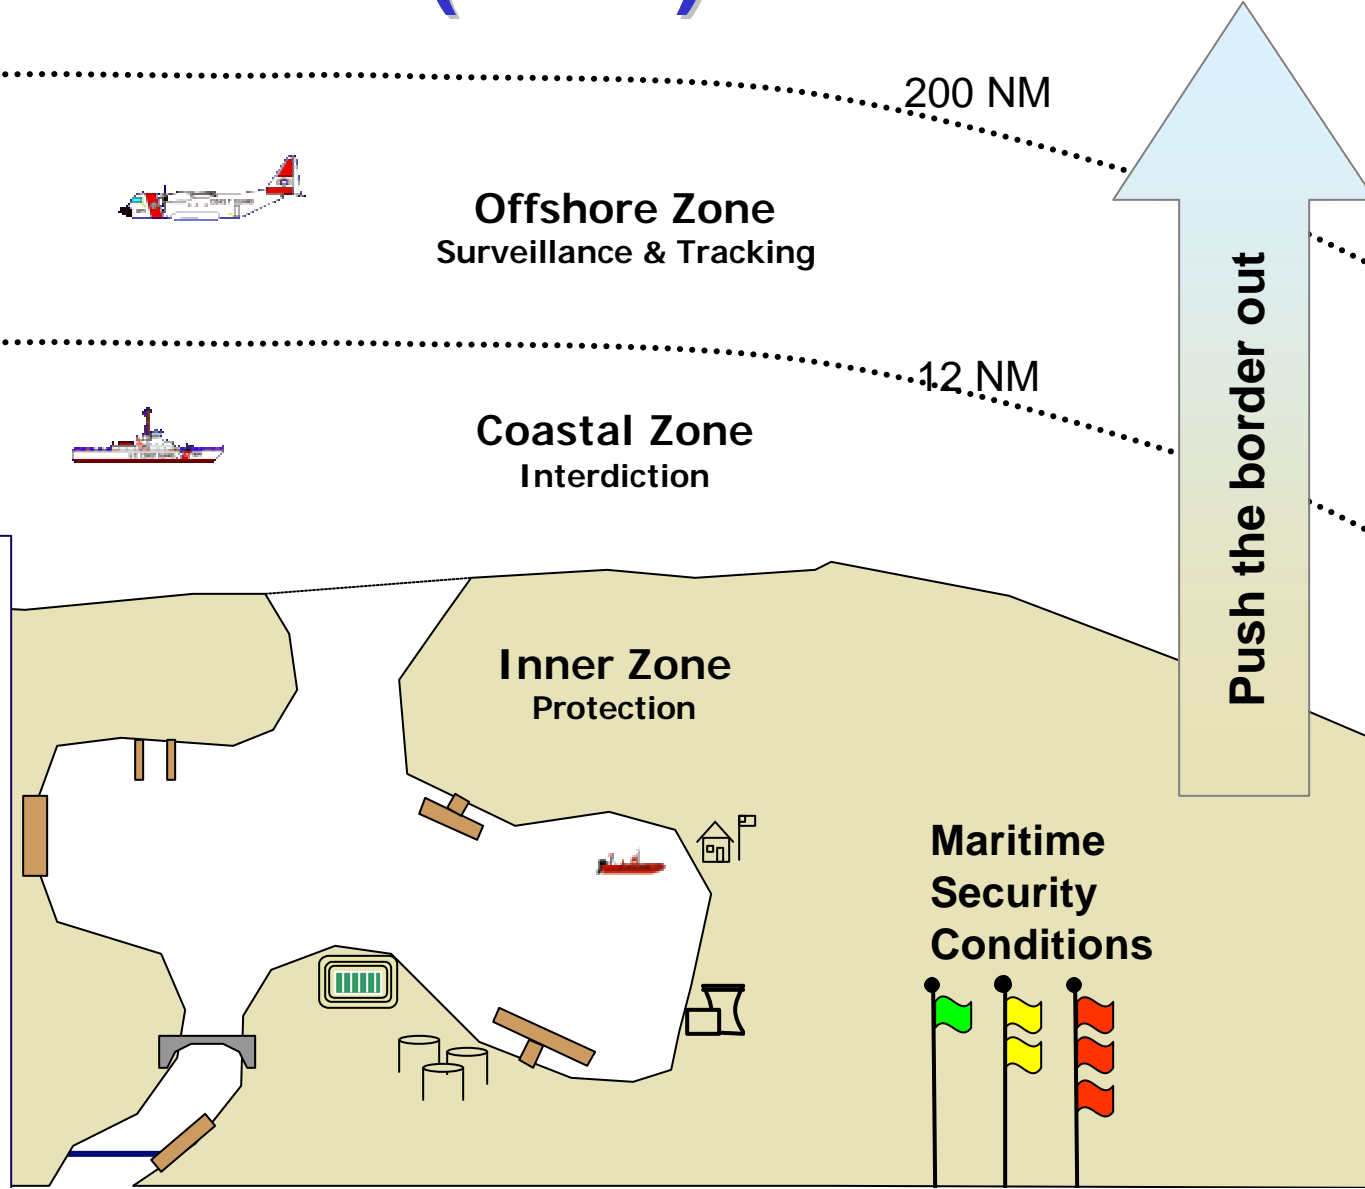 200 NM
Offshore Zone
Surveillance & Tracking
12 NM
Coastal Zone
Interdiction
Push the border out
Inner Zone
Protection
Maritime
Security
Conditions